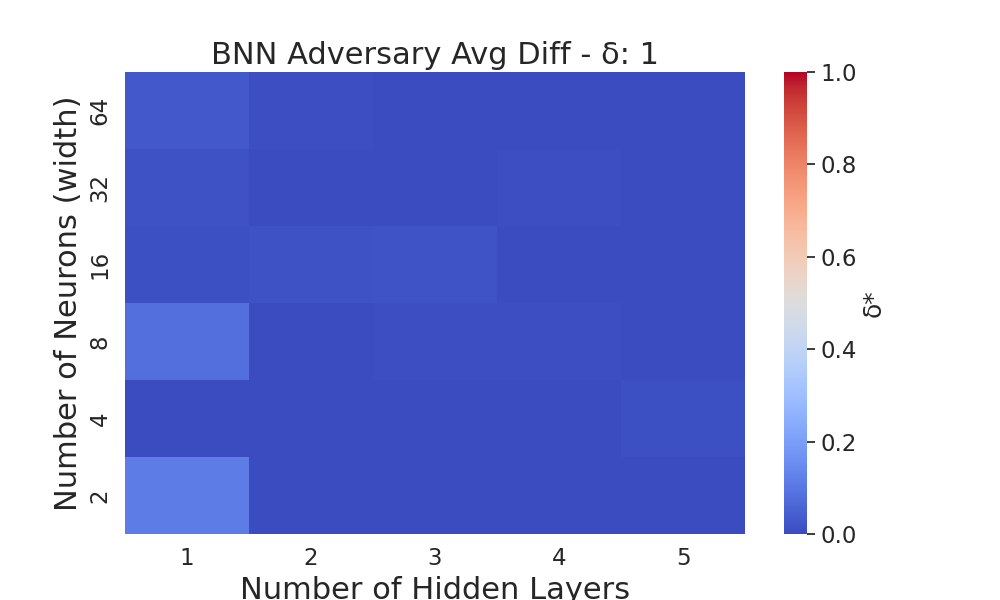 BNN Adversary Avg Diff - δ: 1
Number of Neurons (width)
64
32
16
8
4
2
1 2 3 4 5
Number of Hidden Layers
1.0
0.8
0.6
0.4
0.2
0.0
δ*